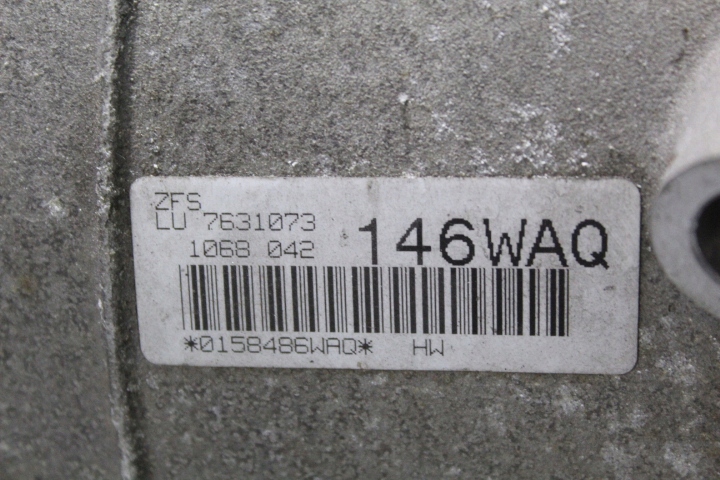 ZFS
LU 7631073
1068 042
146WAQ
*0158486WAQ* HW